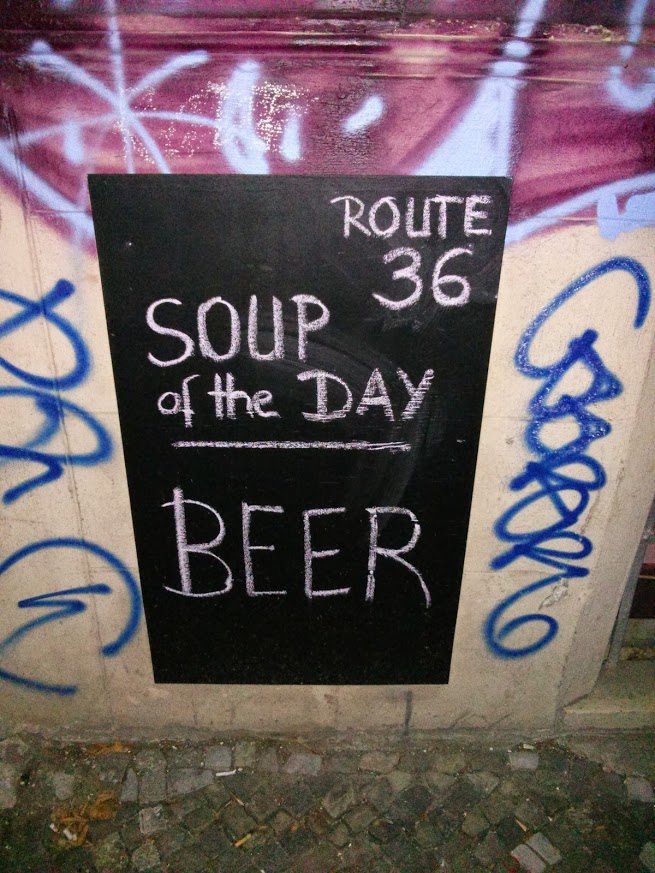 ROUTE
36
SOUP
of the DAY
BEER